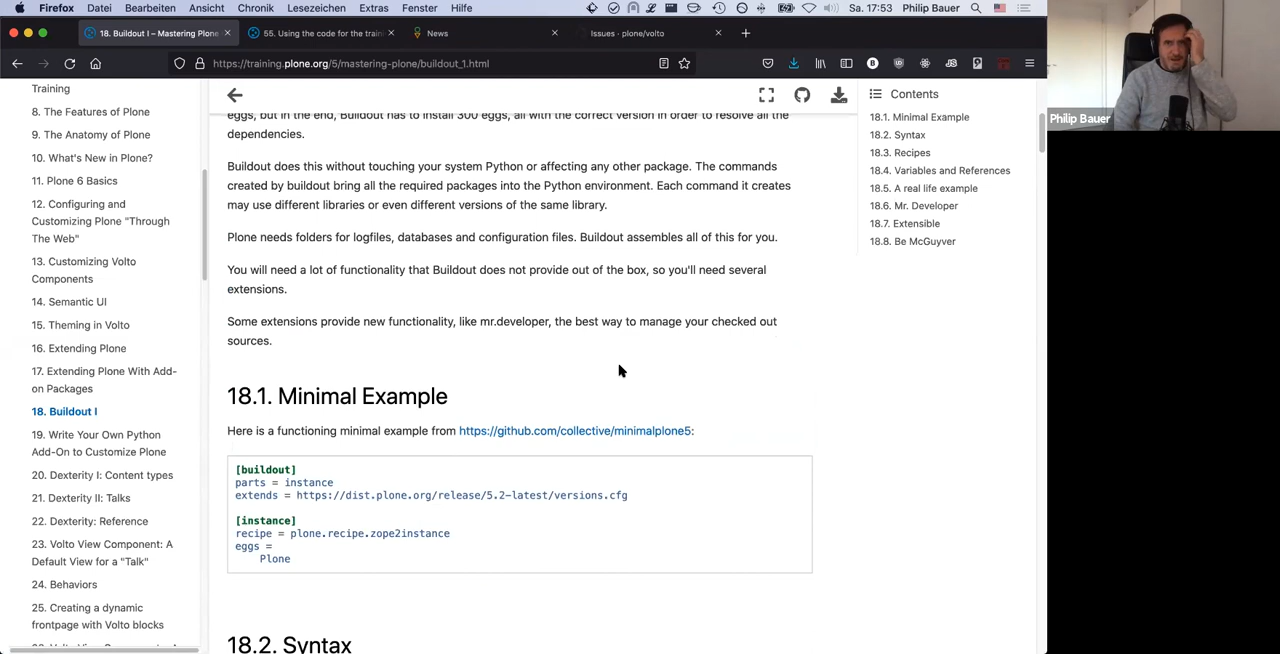 Firefox Datei Bearbeiten Ansicht Chronik Lesezeichen Extras Fenster Hilfe Sa. 17:53 Philip Bauer
18. Buildout I – Mastering Plone
55. Using the code for the train
News
Issues · plone/volto
https://training.plone.org/5/mastering-plone/buildout_1.html
Philip Bauer
Training
8. The Features of Plone
9. The Anatomy of Plone
10. What's New in Plone?
11. Plone 6 Basics
12. Configuring and
Customizing Plone "Through
The Web"
13. Customizing Volto
Components
14. Semantic UI
15. Theming in Volto
16. Extending Plone
17. Extending Plone With Add-
on Packages
18. Buildout I
19. Write Your Own Python
Add-On to Customize Plone
20. Dexterity I: Content types
21. Dexterity II: Talks
22. Dexterity: Reference
23. Volto View Component: A
Default View for a "Talk"
24. Behaviors
25. Creating a dynamic
frontpage with Volto blocks
eggs, but in the end, Buildout has to install 300 eggs, all with the correct version in order to resolve all the
dependencies.
Buildout does this without touching your system Python or affecting any other package. The commands
created by buildout bring all the required packages into the Python environment. Each command it creates
may use different libraries or even different versions of the same library.
Plone needs folders for logfiles, databases and configuration files. Buildout assembles all of this for you.
You will need a lot of functionality that Buildout does not provide out of the box, so you'll need several
extensions.
Some extensions provide new functionality, like mr.developer, the best way to manage your checked out
sources.
18.1. Minimal Example
Here is a functioning minimal example from https://github.com/collective/minimalplone5:
[buildout]
parts = instance
extends = https://dist.plone.org/release/5.2-latest/versions.cfg
[instance]
recipe = plone.recipe.zope2instance
eggs =
Plone
18.2. Syntax
Contents
18.1. Minimal Example
18.2. Syntax
18.3. Recipes
18.4. Variables and References
18.5. A real life example
18.6. Mr. Developer
18.7. Extensible
18.8. Be McGuyver